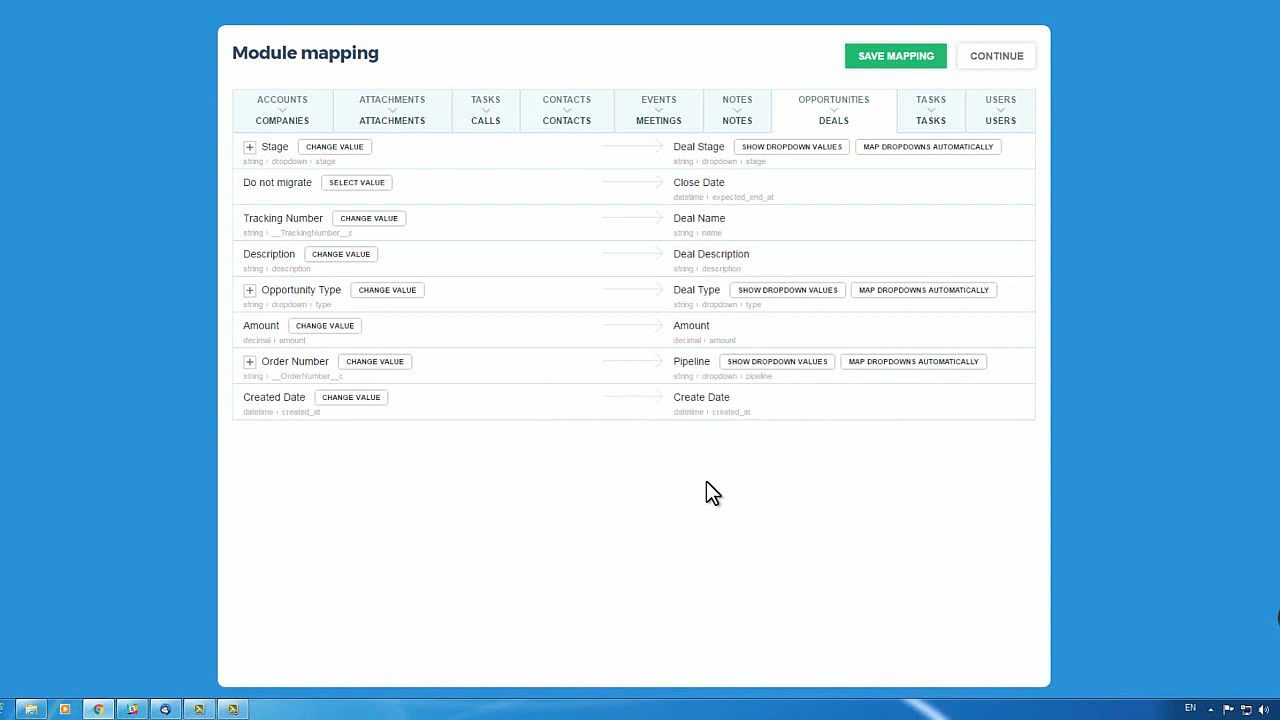 Module mapping
SAVE MAPPING CONTINUE
ACCOUNTS ATTACHMENTS TASKS CONTACTS EVENTS NOTES OPPORTUNITIES TASKS USERS
COMPANIES ATTACHMENTS CALLS CONTACTS MEETINGS NOTES DEALS TASKS USERS
Stage CHANGE VALUE Deal Stage SHOW DROPDOWN VALUES MAP DROPDOWNS AUTOMATICALLY
string › dropdown › stage string › dropdown › stage
Do not migrate SELECT VALUE Close Date
datetime › expected_end_at
Tracking Number CHANGE VALUE Deal Name
string › __TrackingNumber__c string › name
Description CHANGE VALUE Deal Description
string › description string › description
Opportunity Type CHANGE VALUE Deal Type SHOW DROPDOWN VALUES MAP DROPDOWNS AUTOMATICALLY
string › dropdown › type string › dropdown › type
Amount CHANGE VALUE Amount
decimal › amount decimal › amount
Order Number CHANGE VALUE Pipeline SHOW DROPDOWN VALUES MAP DROPDOWNS AUTOMATICALLY
string › __OrderNumber__c string › dropdown › pipeline
Created Date CHANGE VALUE Create Date
datetime › created_at datetime › created_at
EN